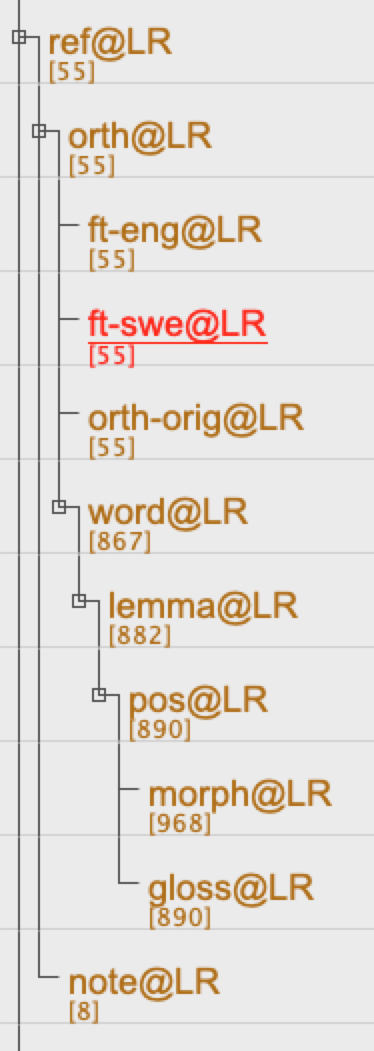 ref@LR
[55]
orth@LR
[55]
ft-eng@LR
[55]
ft-swe@LR
[55]
orth-orig@LR
[55]
word@LR
[867]
lemma@LR
[882]
pos@LR
[890]
morph@LR
[968]
gloss@LR
[890]
note@LR
[8]